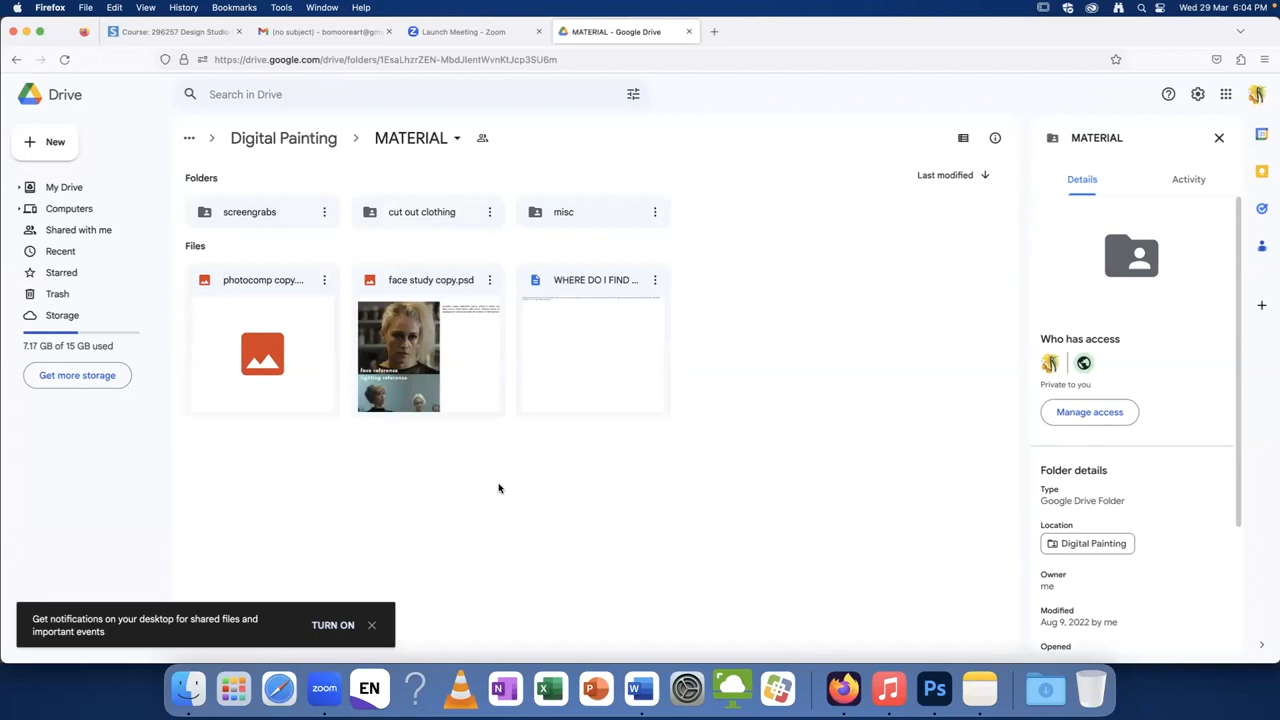 Firefox File Edit View History Bookmarks Tools Window Help Wed 29 Mar 6:04 PM
Course: 296257 Design Studio (no subject) - bomooreart@gm Launch Meeting - Zoom MATERIAL - Google Drive
https://drive.google.com/drive/folders/1EsaLhzrZEN-MbdJIentWvnKtJcp3SU6m
Drive Search in Drive
New
My Drive
Computers
Shared with me
Recent
Starred
Trash
Storage
7.17 GB of 15 GB used
Get more storage
Digital Painting MATERIAL
Folders
Last modified
screengrabs cut out clothing misc
Files
photocomp copy.... face study copy.psd WHERE DO I FIND ...
face reference
lighting reference
MATERIAL
Details Activity
Who has access
Private to you
Manage access
Folder details
Type
Google Drive Folder
Location
Digital Painting
Owner
me
Modified
Aug 9, 2022 by me
Opened
Get notifications on your desktop for shared files and
important events
TURN ON
zoom EN N X P W Ps